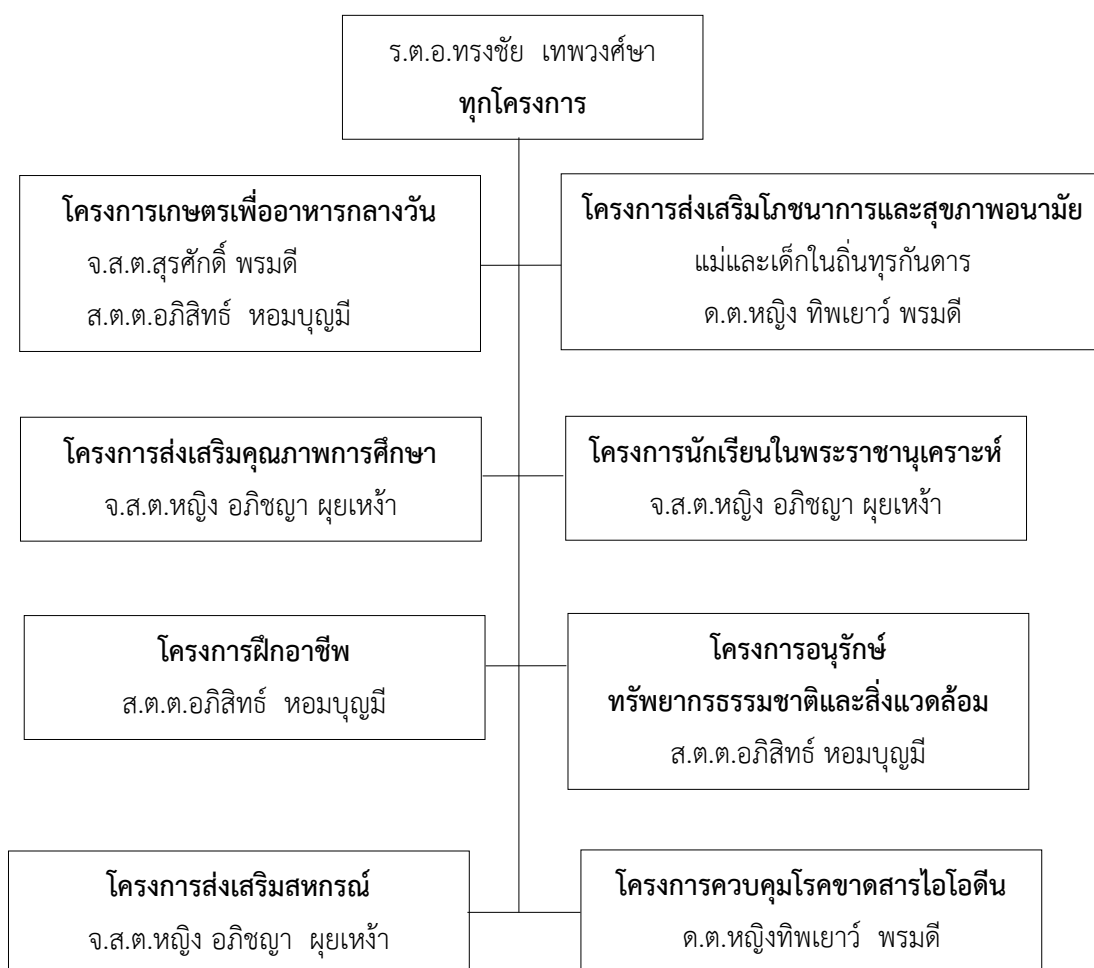 ร.ต.อ.ทรงชัย  เทพวงศ์ษา
ทุกโครงการ
โครงการเกษตรเพื่ออาหารกลางวัน
จ.ส.ต.สุรศักดิ์ พรมดี
ส.ต.ต.อภิสิทธ์  หอมบุญมี
โครงการส่งเสริมโภชนาการและสุขภาพอนามัย
แม่และเด็กในถิ่นทุรกันดาร
ด.ต.หญิง ทิพเยาว์ พรมดี
โครงการส่งเสริมคุณภาพการศึกษา
จ.ส.ต.หญิง อภิชญา ผุยเหง้า
โครงการนักเรียนในพระราชานุเคราะห์
จ.ส.ต.หญิง อภิชญา ผุยเหง้า
โครงการฝึกอาชีพ
ส.ต.ต.อภิสิทธ์  หอมบุญมี
โครงการอนุรักษ์
ทรัพยากรธรรมชาติและสิ่งแวดล้อม
ส.ต.ต.อภิสิทธ์ หอมบุญมี
โครงการส่งเสริมสหกรณ์
จ.ส.ต.หญิง อภิชญา  ผุยเหง้า
โครงการควบคุมโรคขาดสารไอโอดีน
ด.ต.หญิงทิพเยาว์  พรมดี